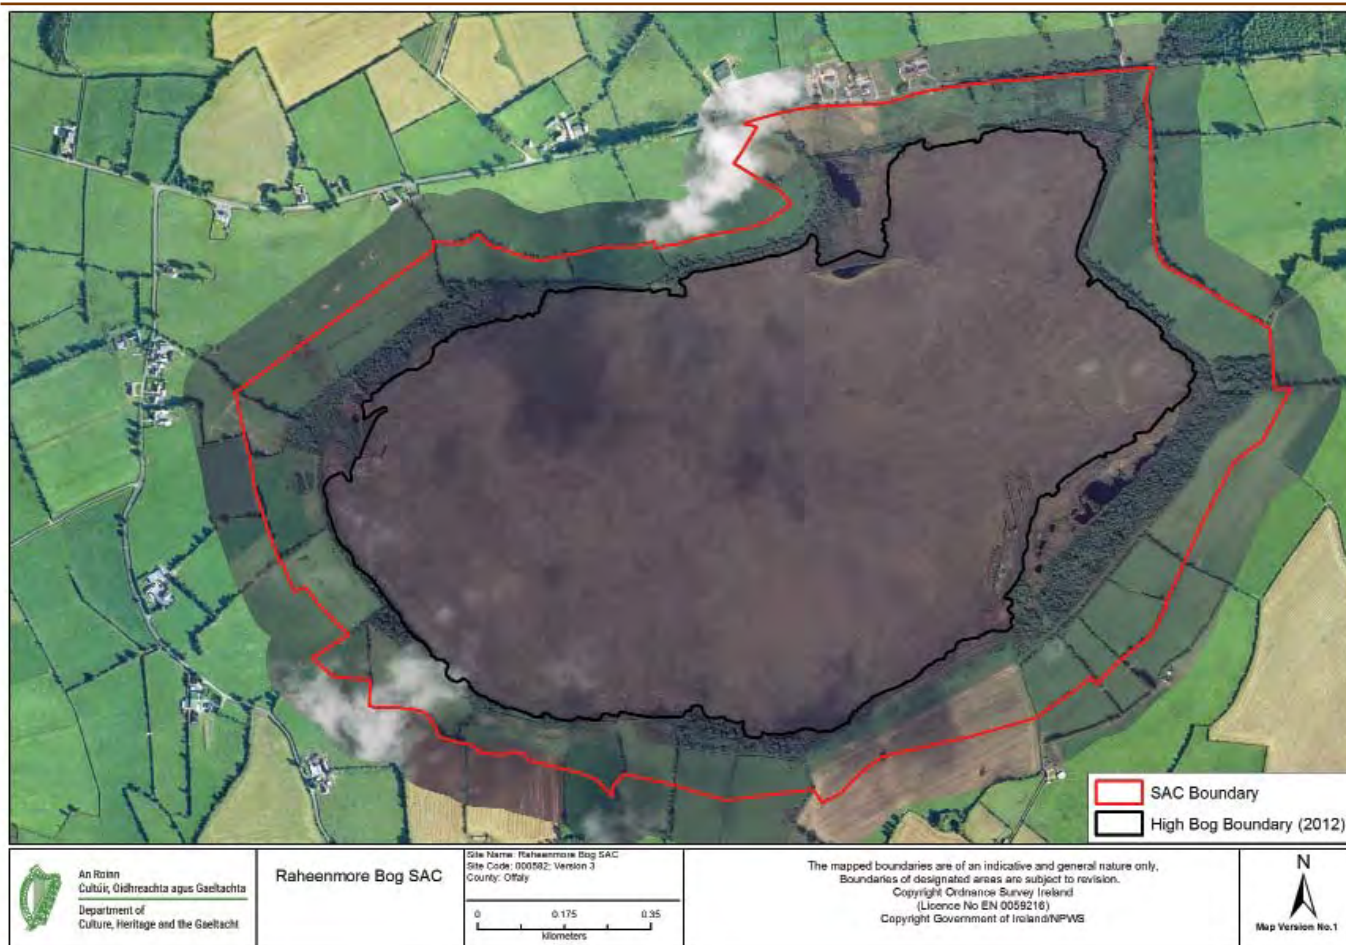 SAC Boundary
High Bog Boundary (2012)
An Roinn
Cultúir, Oidhreachta agus Gaeltachta
Department of
Culture, Heritage and the Gaeltacht
Raheenmore Bog SAC
Site Name: Raheenmore Bog SAC
Site Code: 000582; Version 3
County: Offaly
0 0.175 0.35
kilometers
The mapped boundaries are of an indicative and general nature only,
Boundaries of designated areas are subject to revision.
Copyright Ordnance Survey Ireland
(Licence No EN 0059216)
Copyright Government of Ireland/NPWS
N
Map Version No.1